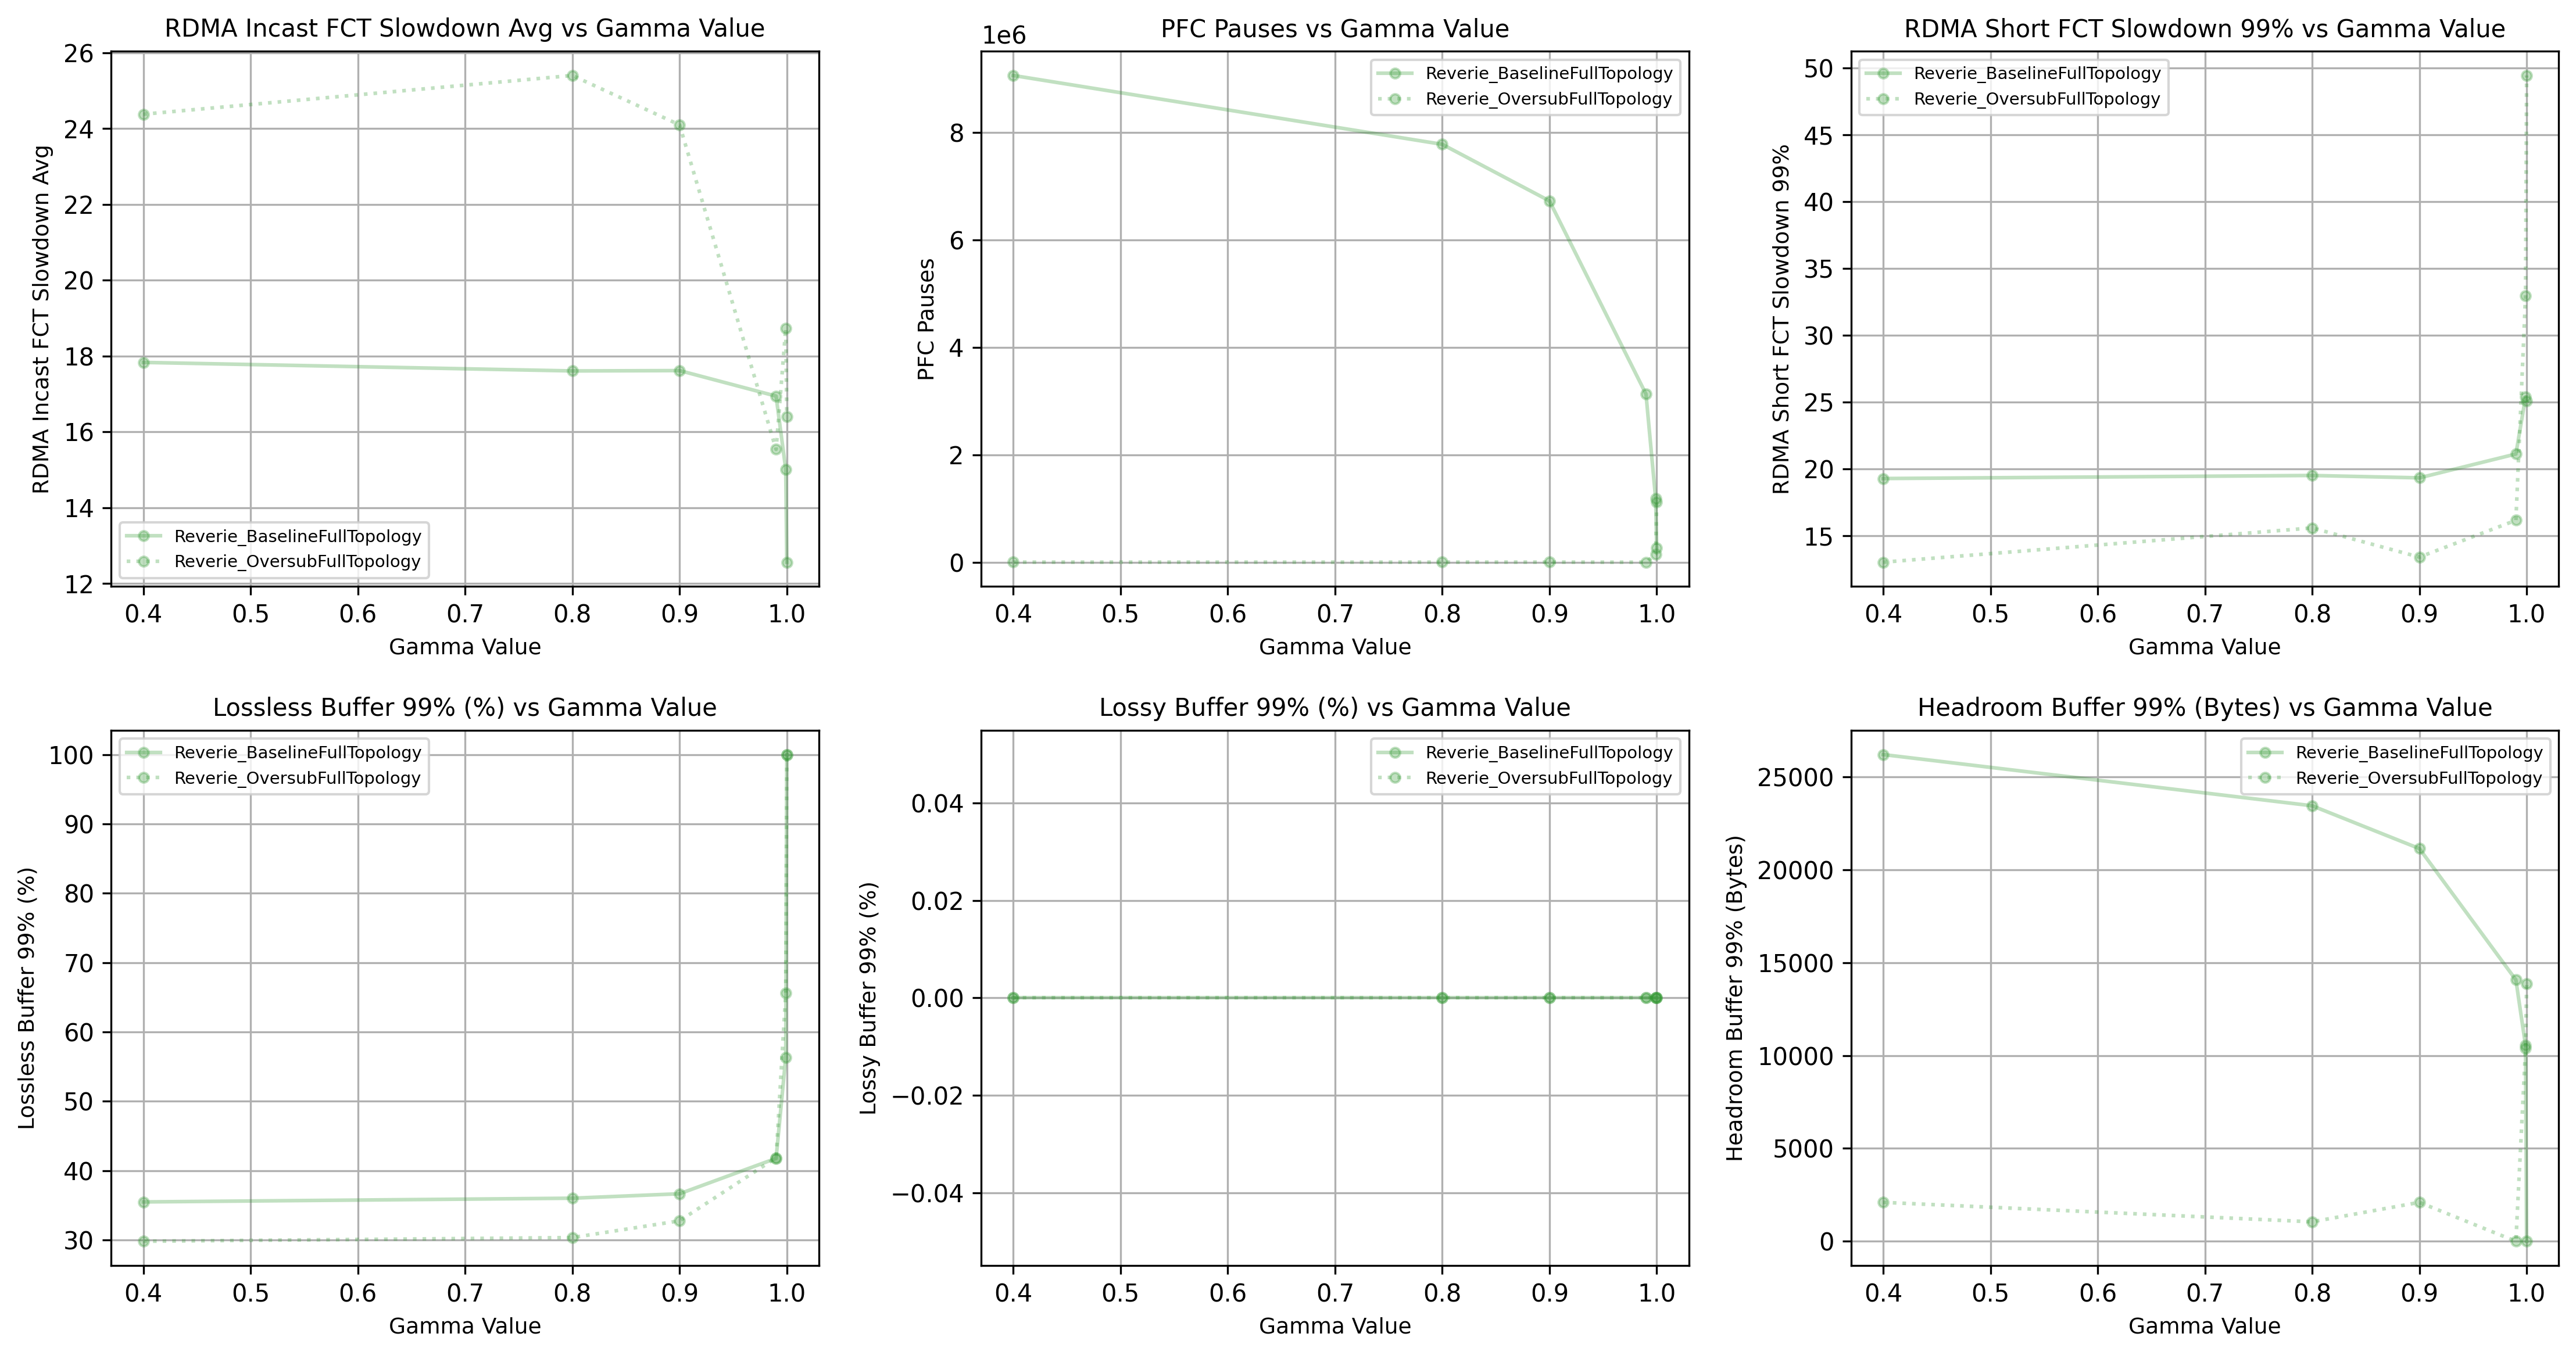 RDMA Incast FCT Slowdown Avg vs Gamma Value
RDMA Incast FCT Slowdown Avg
26
24
22
20
18
16
14
12
Reverie_BaselineFullTopology
Reverie_OversubFullTopology
0.4 0.5 0.6 0.7 0.8 0.9 1.0
Gamma Value
PFC Pauses vs Gamma Value
1e6
PFC Pauses
8
6
4
2
0
Reverie_BaselineFullTopology
Reverie_OversubFullTopology
0.4 0.5 0.6 0.7 0.8 0.9 1.0
Gamma Value
RDMA Short FCT Slowdown 99% vs Gamma Value
RDMA Short FCT Slowdown 99%
50
45
40
35
30
25
20
15
Reverie_BaselineFullTopology
Reverie_OversubFullTopology
0.4 0.5 0.6 0.7 0.8 0.9 1.0
Gamma Value
Lossless Buffer 99% (%) vs Gamma Value
Lossless Buffer 99% (%)
100
90
80
70
60
50
40
30
Reverie_BaselineFullTopology
Reverie_OversubFullTopology
0.4 0.5 0.6 0.7 0.8 0.9 1.0
Gamma Value
Lossy Buffer 99% (%) vs Gamma Value
Lossy Buffer 99% (%)
0.04
0.02
0.00
−0.02
−0.04
Reverie_BaselineFullTopology
Reverie_OversubFullTopology
0.4 0.5 0.6 0.7 0.8 0.9 1.0
Gamma Value
Headroom Buffer 99% (Bytes) vs Gamma Value
Headroom Buffer 99% (Bytes)
25000
20000
15000
10000
5000
0
Reverie_BaselineFullTopology
Reverie_OversubFullTopology
0.4 0.5 0.6 0.7 0.8 0.9 1.0
Gamma Value